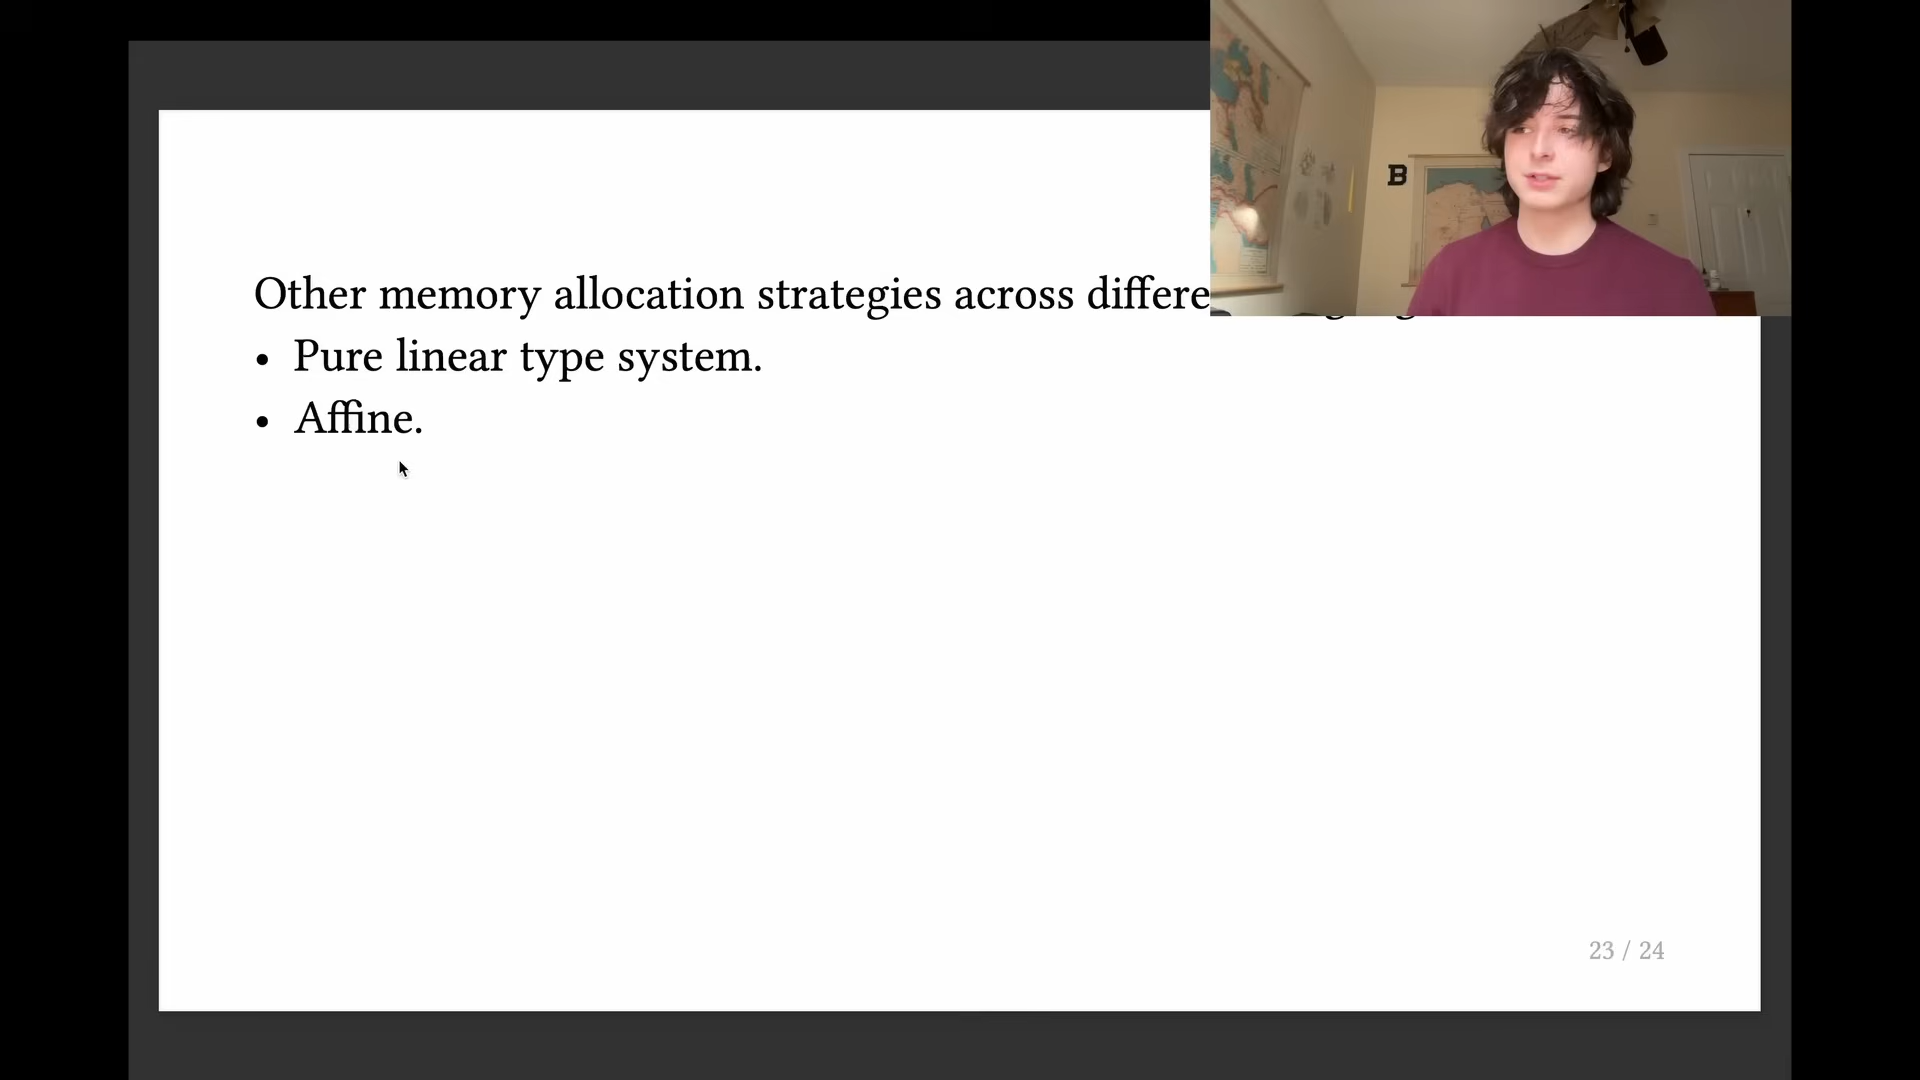 B
Other memory allocation strategies across differe
• Pure linear type system.
• Affine.
23 / 24